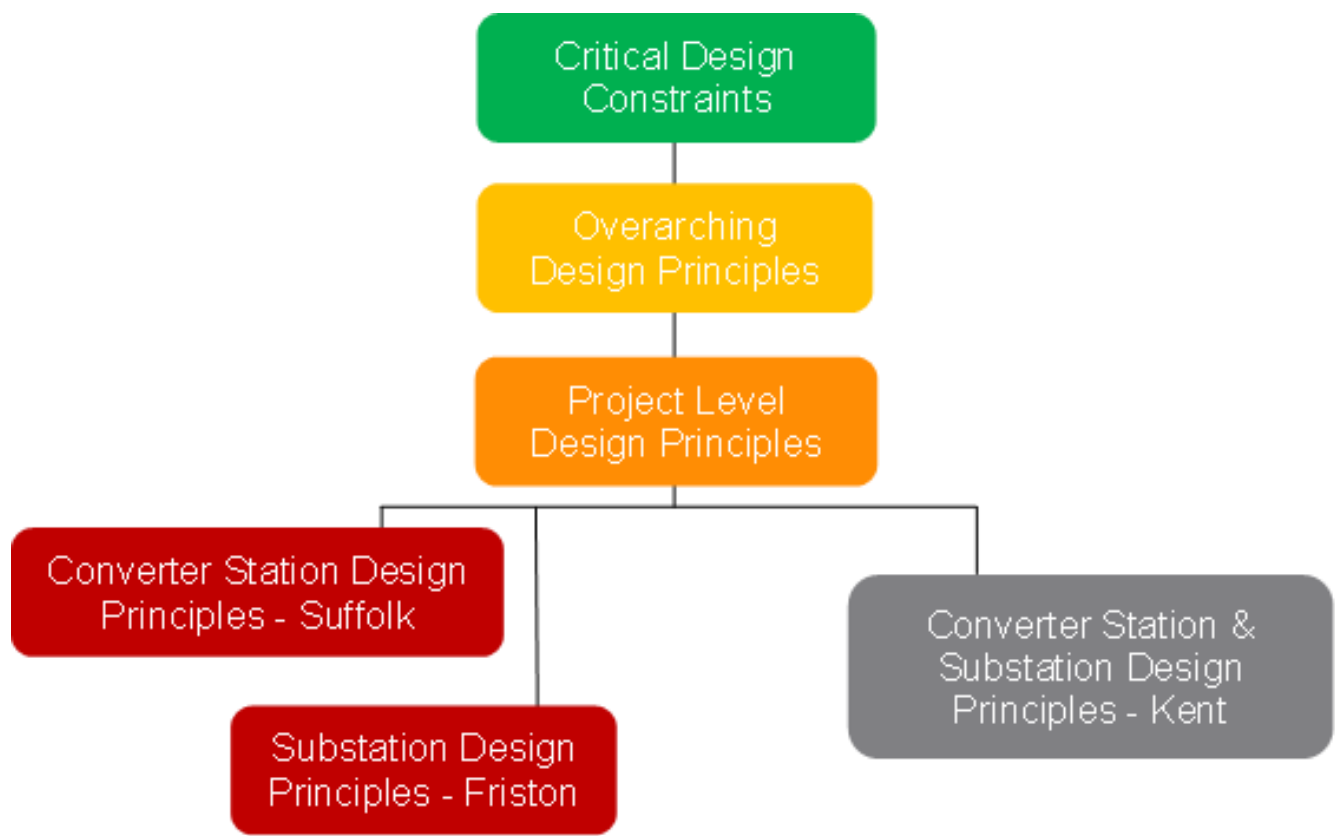 Critical Design
Constraints
Overarching
Design Principles
Project Level
Design Principles
Converter Station Design
Principles - Suffolk
Substation Design
Principles - Friston
Converter Station &
Substation Design
Principles - Kent